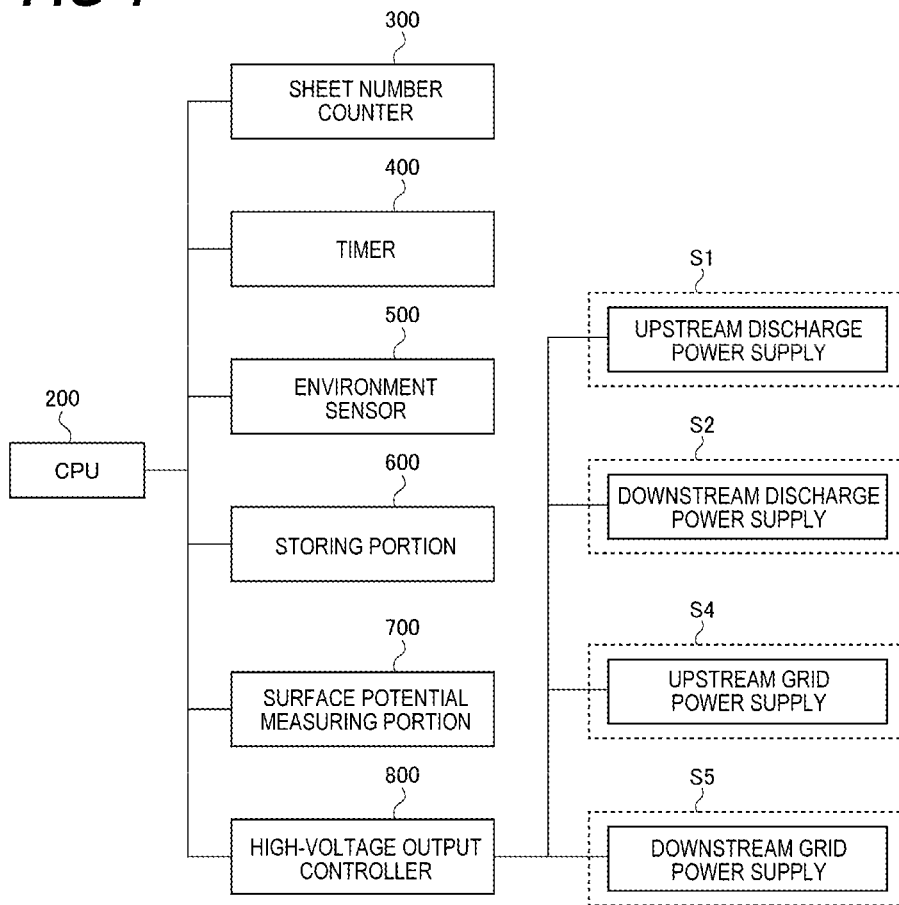 300
SHEET NUMBER
COUNTER
400
TIMER
500
ENVIRONMENT
SENSOR
200
CPU
600
STORING PORTION
700
SURFACE POTENTIAL
MEASURING PORTION
800
HIGH-VOLTAGE OUTPUT
CONTROLLER
S1
UPSTREAM DISCHARGE
POWER SUPPLY
S2
DOWNSTREAM DISCHARGE
POWER SUPPLY
S4
UPSTREAM GRID
POWER SUPPLY
S5
DOWNSTREAM GRID
POWER SUPPLY